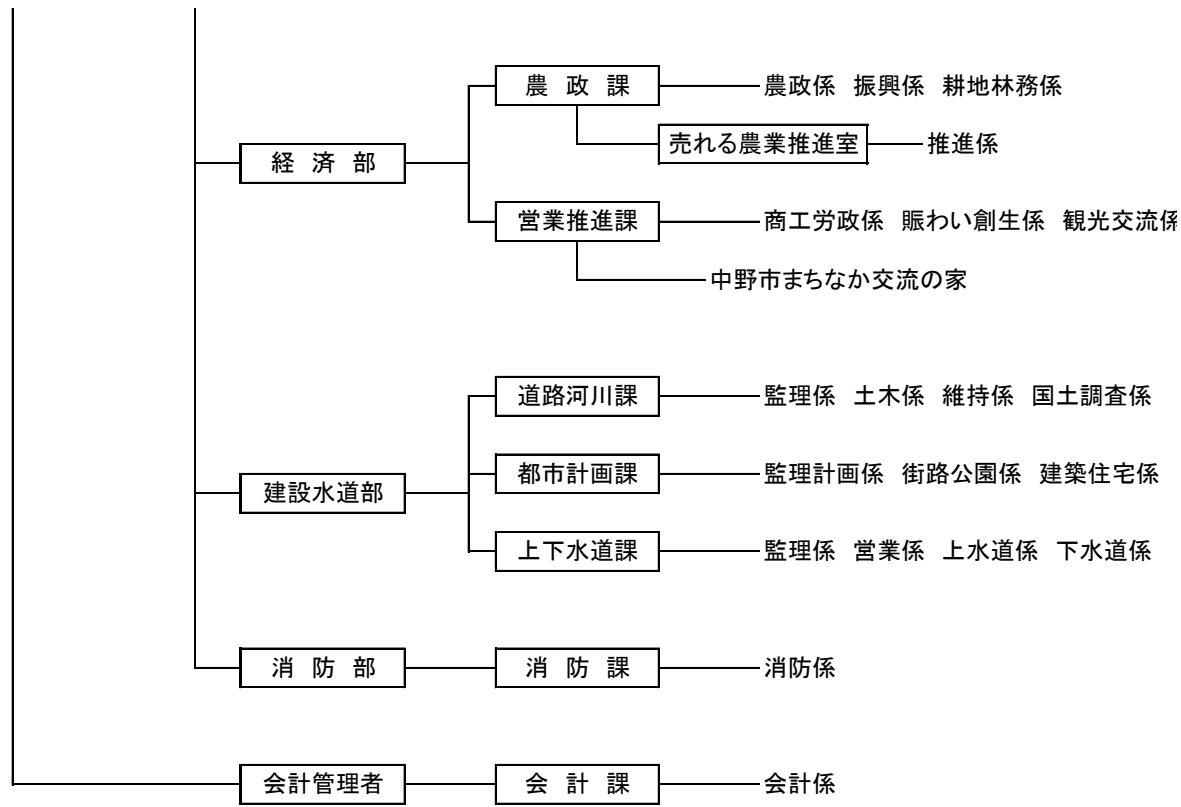 農政課 農政係 振興係 耕地林務係
売れる農業推進室 推進係
経済部
営業推進課 商工労政係 賑わい創生係 観光交流係
中野市まちなか交流の家
道路河川課 監理係 土木係 維持係 国土調査係
都市計画課 監理計画係 街路公園係 建築住宅係
建設水道部
上下水道課 監理係 営業係 上水道係 下水道係
消防部 消防課 消防係
会計管理者 会計課 会計係